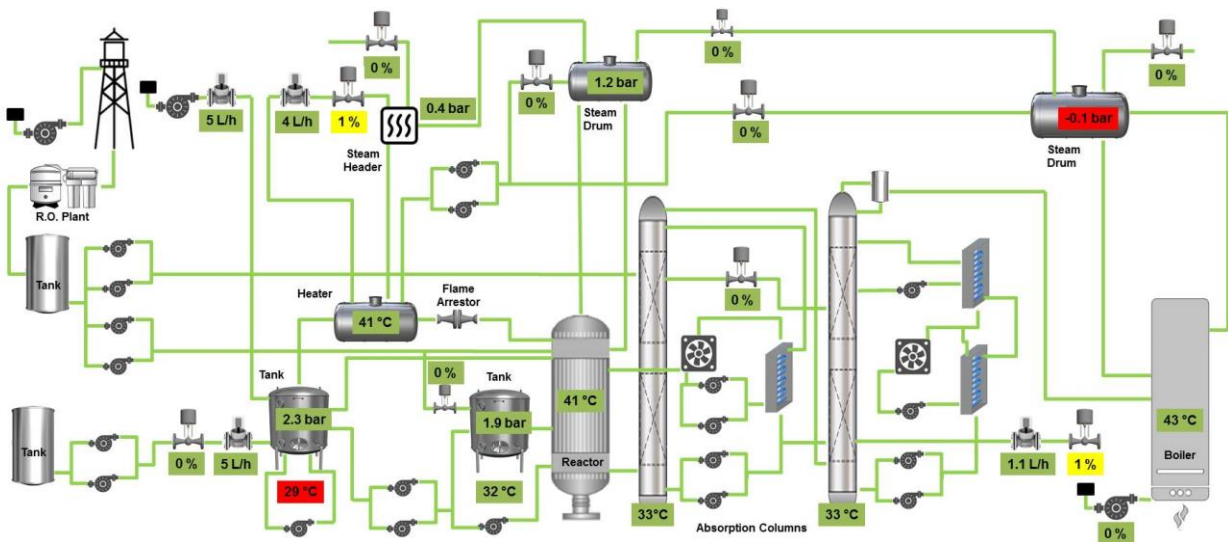 0 %
0 %
0 %
0.4 bar
1.2 bar
0 %
0 %
-0.1 bar
5 L/h
4 L/h
1 %
Steam
Header
Steam
Drum
Steam
Drum
R.O. Plant
Tank
Heater
Flame
Arrestor
41 °C
0 %
Tank
0 %
Tank
2.3 bar
1.9 bar
41 °C
43 °C
Boiler
Tank
0 %
5 L/h
29 °C
32 °C
Reactor
33°C
Absorption Columns
33 °C
1.1 L/h
1 %
0 %